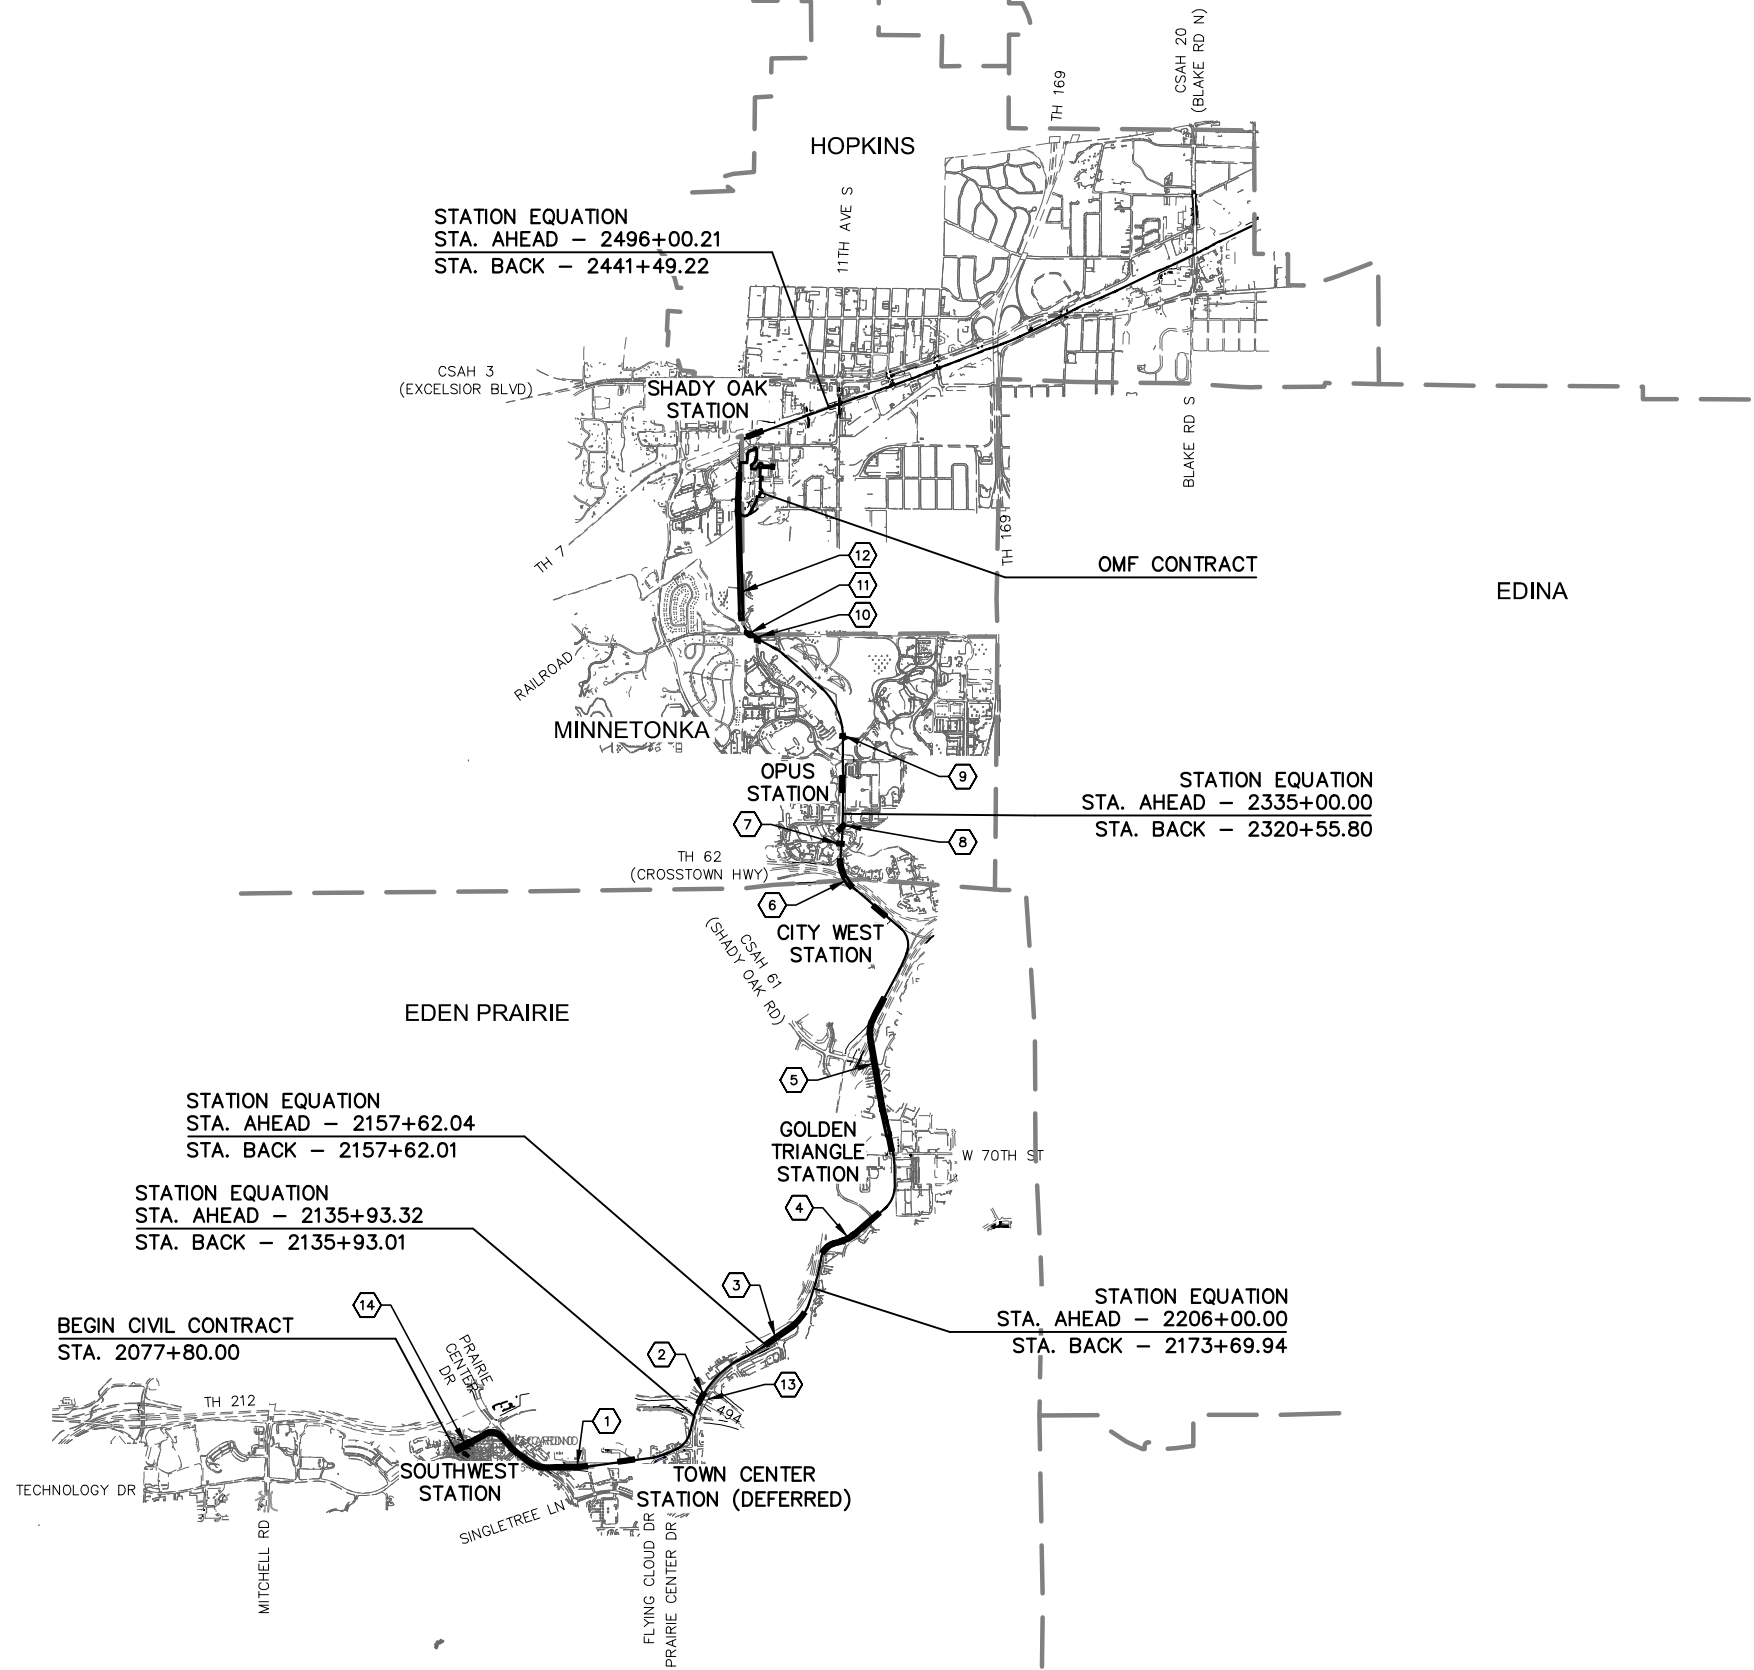 CSAH 20
(BLAKE RD N)
TH 169
HOPKINS
11TH AVE S
STATION EQUATION
STA. AHEAD – 2496+00.21
STA. BACK – 2441+49.22
CSAH 3
(EXCELSIOR BLVD)
SHADY OAK
STATION
BLAKE RD S
TH 7
TH 169
12
OMF CONTRACT
11
EDINA
10
RAILROAD
MINNETONKA
OPUS
STATION
9
STATION EQUATION
STA. AHEAD – 2335+00.00
STA. BACK – 2320+55.80
7
8
TH 62
(CROSSTOWN HWY)
6
CITY WEST
STATION
CSAH 61
(SHADY OAK RD)
EDEN PRAIRIE
5
STATION EQUATION
STA. AHEAD – 2157+62.04
STA. BACK – 2157+62.01
GOLDEN
TRIANGLE
STATION
W 70TH ST
STATION EQUATION
STA. AHEAD – 2135+93.32
STA. BACK – 2135+93.01
4
3
STATION EQUATION
STA. AHEAD – 2206+00.00
STA. BACK – 2173+69.94
14
BEGIN CIVIL CONTRACT
STA. 2077+80.00
PRAIRIE
CENTER
DR
2
13
TH 212
494
1
SOUTHWEST
STATION
TOWN CENTER
STATION (DEFERRED)
TECHNOLOGY DR
SINGLETREE LN
MITCHELL RD
FLYING CLOUD DR
PRAIRIE CENTER DR